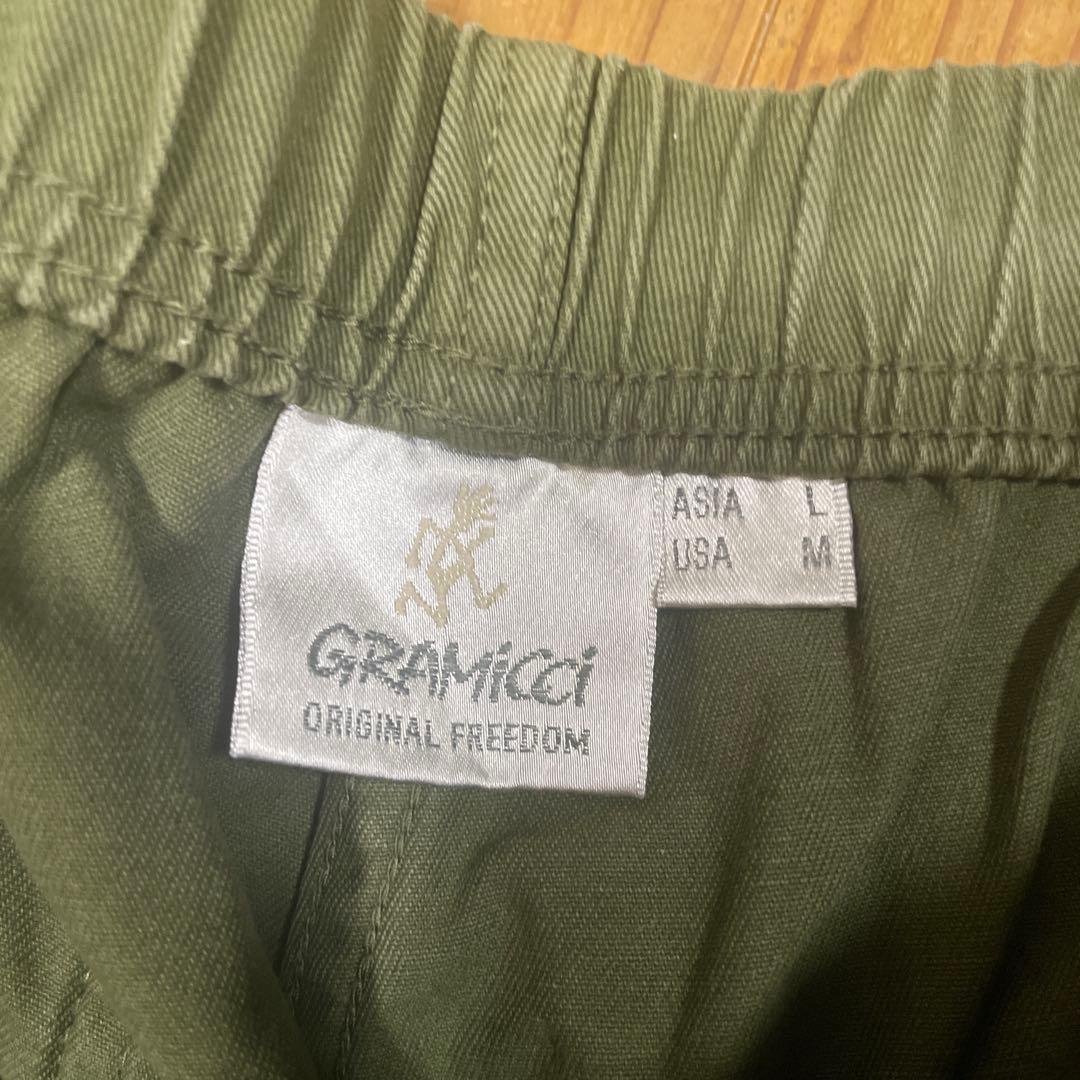 GRAMiCCi
ORIGINAL FREEDOM
ASIA L
USA M